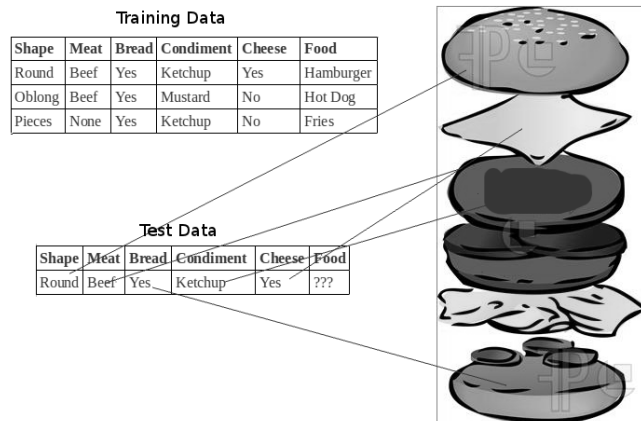 Training Data
Shape Meat Bread Condiment Cheese Food
Round Beef Yes Ketchup Yes Hamburger
Oblong Beef Yes Mustard No Hot Dog
Pieces None Yes Ketchup No Fries
Test Data
Shape Meat Bread Condiment Cheese Food
Round Beef Yes Ketchup Yes ???